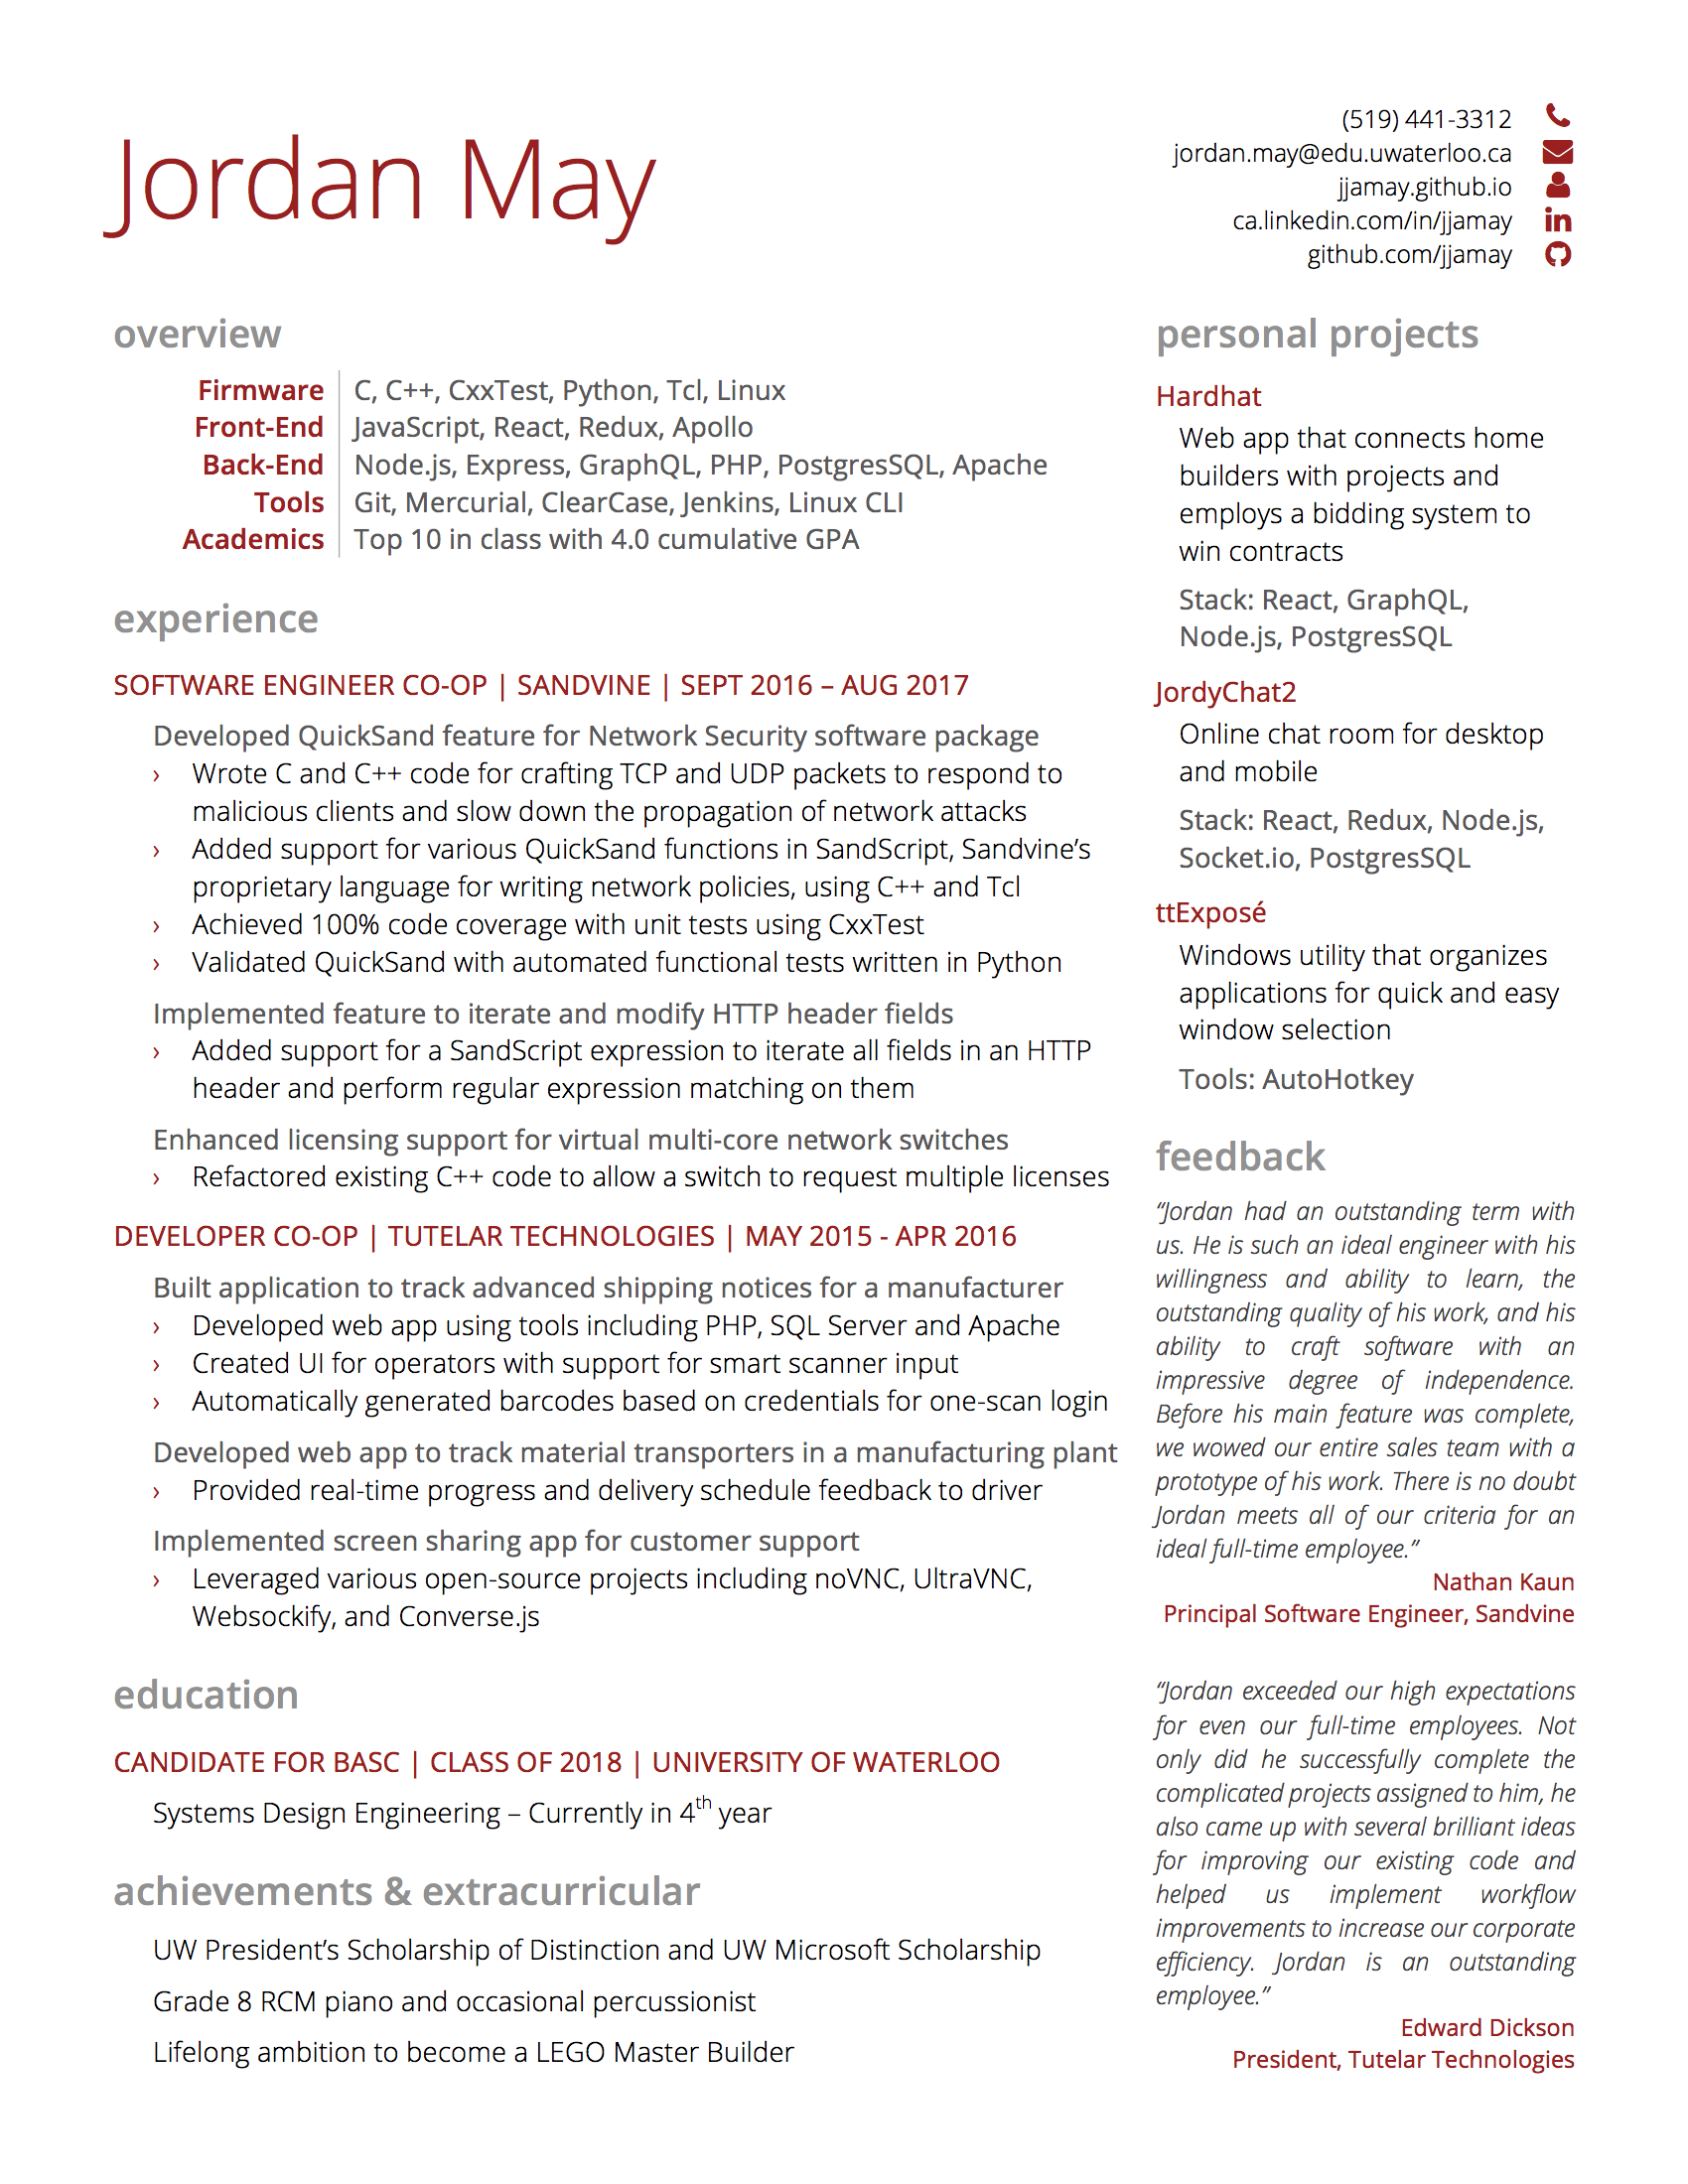 Jordan May
(519) 441-3312
jordan.may@edu.uwaterloo.ca
jjamay.github.io
ca.linkedin.com/in/jjamay
github.com/jjamay
overview
Firmware C, C++, CxxTest, Python, Tcl, Linux
Front-End JavaScript, React, Redux, Apollo
Back-End Node.js, Express, GraphQL, PHP, PostgresSQL, Apache
Tools Git, Mercurial, ClearCase, Jenkins, Linux CLI
Academics Top 10 in class with 4.0 cumulative GPA
experience
SOFTWARE ENGINEER CO-OP | SANDVINE | SEPT 2016 – AUG 2017
Developed QuickSand feature for Network Security software package
› Wrote C and C++ code for crafting TCP and UDP packets to respond to
malicious clients and slow down the propagation of network attacks
› Added support for various QuickSand functions in SandScript, Sandvine’s
proprietary language for writing network policies, using C++ and Tcl
› Achieved 100% code coverage with unit tests using CxxTest
› Validated QuickSand with automated functional tests written in Python
Implemented feature to iterate and modify HTTP header fields
› Added support for a SandScript expression to iterate all fields in an HTTP
header and perform regular expression matching on them
Enhanced licensing support for virtual multi-core network switches
› Refactored existing C++ code to allow a switch to request multiple licenses
DEVELOPER CO-OP | TUTELAR TECHNOLOGIES | MAY 2015 - APR 2016
Built application to track advanced shipping notices for a manufacturer
› Developed web app using tools including PHP, SQL Server and Apache
› Created UI for operators with support for smart scanner input
› Automatically generated barcodes based on credentials for one-scan login
Developed web app to track material transporters in a manufacturing plant
› Provided real-time progress and delivery schedule feedback to driver
Implemented screen sharing app for customer support
› Leveraged various open-source projects including noVNC, UltraVNC,
Websockify, and Converse.js
education
CANDIDATE FOR BASC | CLASS OF 2018 | UNIVERSITY OF WATERLOO
Systems Design Engineering – Currently in 4th year
achievements & extracurricular
UW President’s Scholarship of Distinction and UW Microsoft Scholarship
Grade 8 RCM piano and occasional percussionist
Lifelong ambition to become a LEGO Master Builder
personal projects
Hardhat
Web app that connects home
builders with projects and
employs a bidding system to
win contracts
Stack: React, GraphQL,
Node.js, PostgresSQL
JordyChat2
Online chat room for desktop
and mobile
Stack: React, Redux, Node.js,
Socket.io, PostgresSQL
ttExposé
Windows utility that organizes
applications for quick and easy
window selection
Tools: AutoHotkey
feedback
“Jordan had an outstanding term with
us. He is such an ideal engineer with his
willingness and ability to learn, the
outstanding quality of his work, and his
ability to craft software with an
impressive degree of independence.
Before his main feature was complete,
we wowed our entire sales team with a
prototype of his work. There is no doubt
Jordan meets all of our criteria for an
ideal full-time employee.”
Nathan Kaun
Principal Software Engineer, Sandvine
“Jordan exceeded our high expectations
for even our full-time employees. Not
only did he successfully complete the
complicated projects assigned to him, he
also came up with several brilliant ideas
for improving our existing code and
helped us implement workflow
improvements to increase our corporate
efficiency. Jordan is an outstanding
employee.”
Edward Dickson
President, Tutelar Technologies